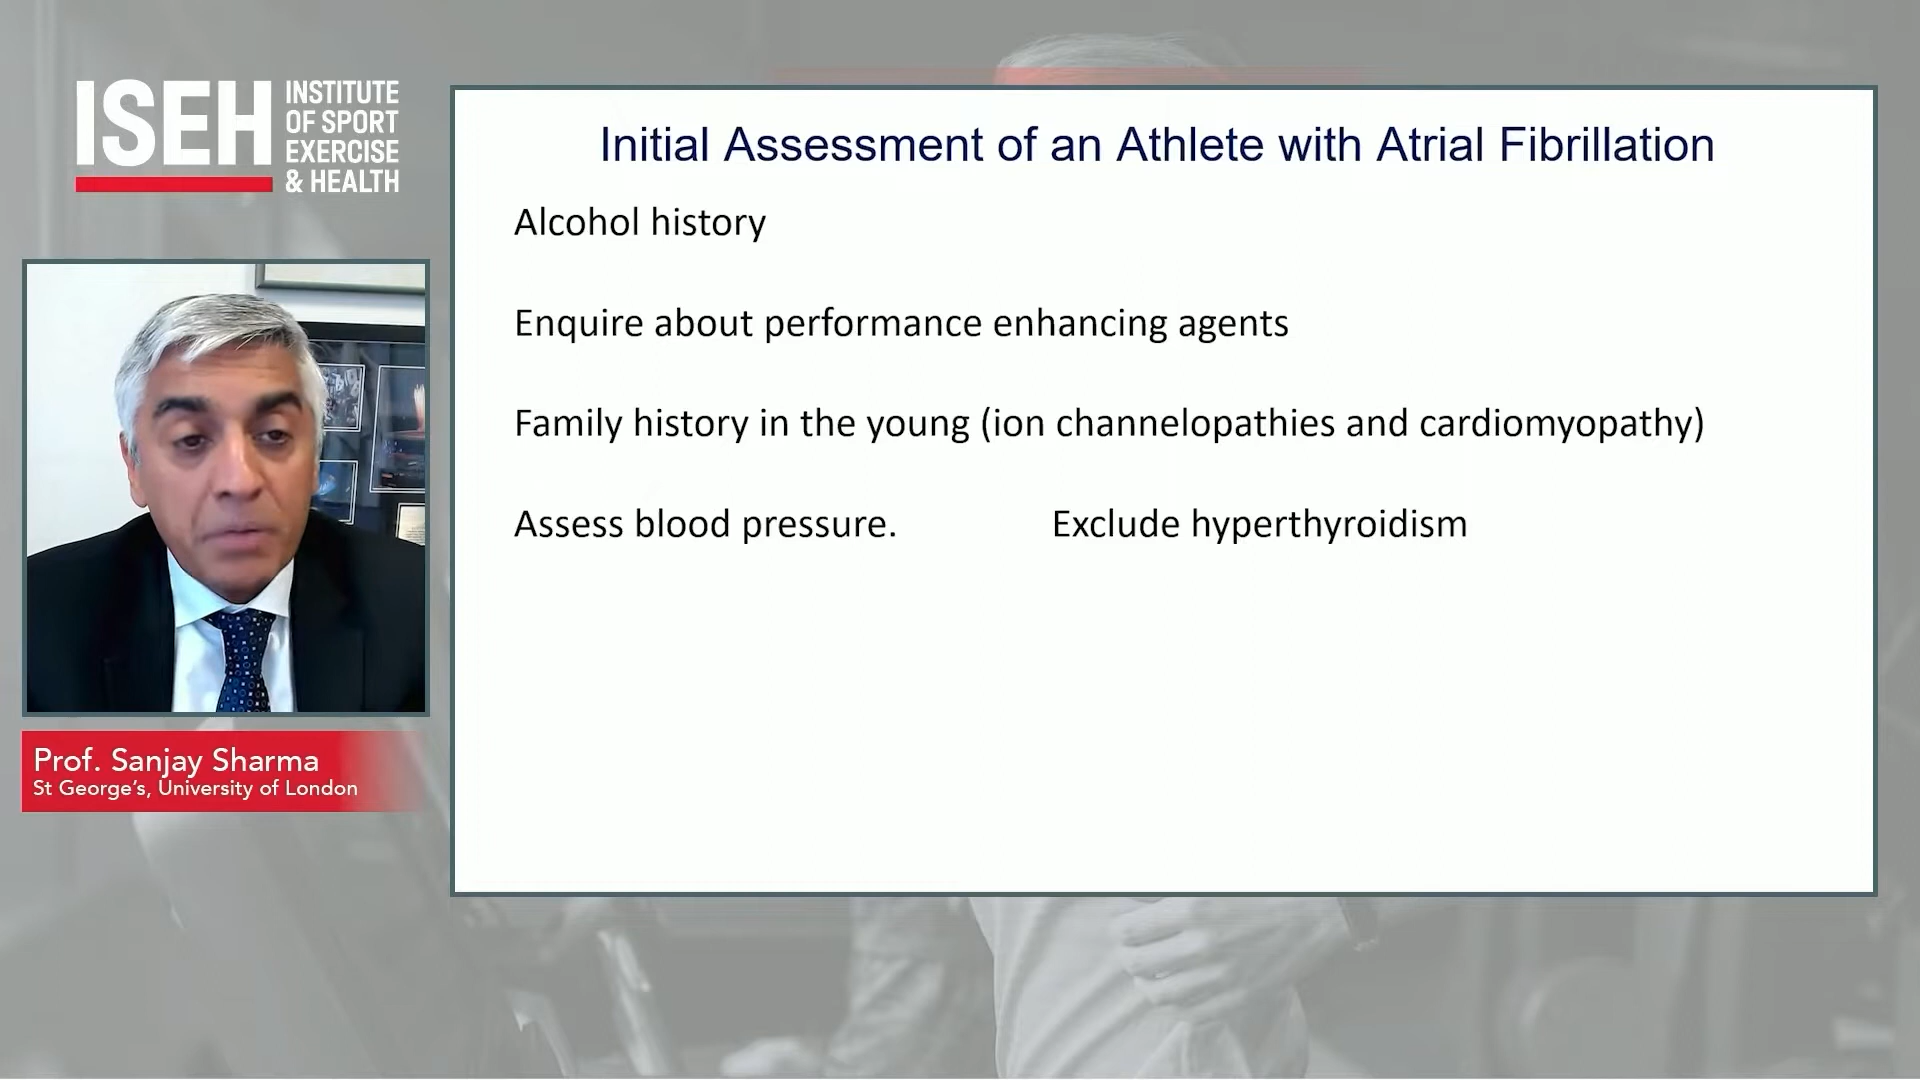 ISEH
INSTITUTE
OF SPORT
EXERCISE
& HEALTH
Initial Assessment of an Athlete with Atrial Fibrillation
Alcohol history
Enquire about performance enhancing agents
Family history in the young (ion channelopathies and cardiomyopathy)
Assess blood pressure. Exclude hyperthyroidism
Prof. Sanjay Sharma
St George's, University of London